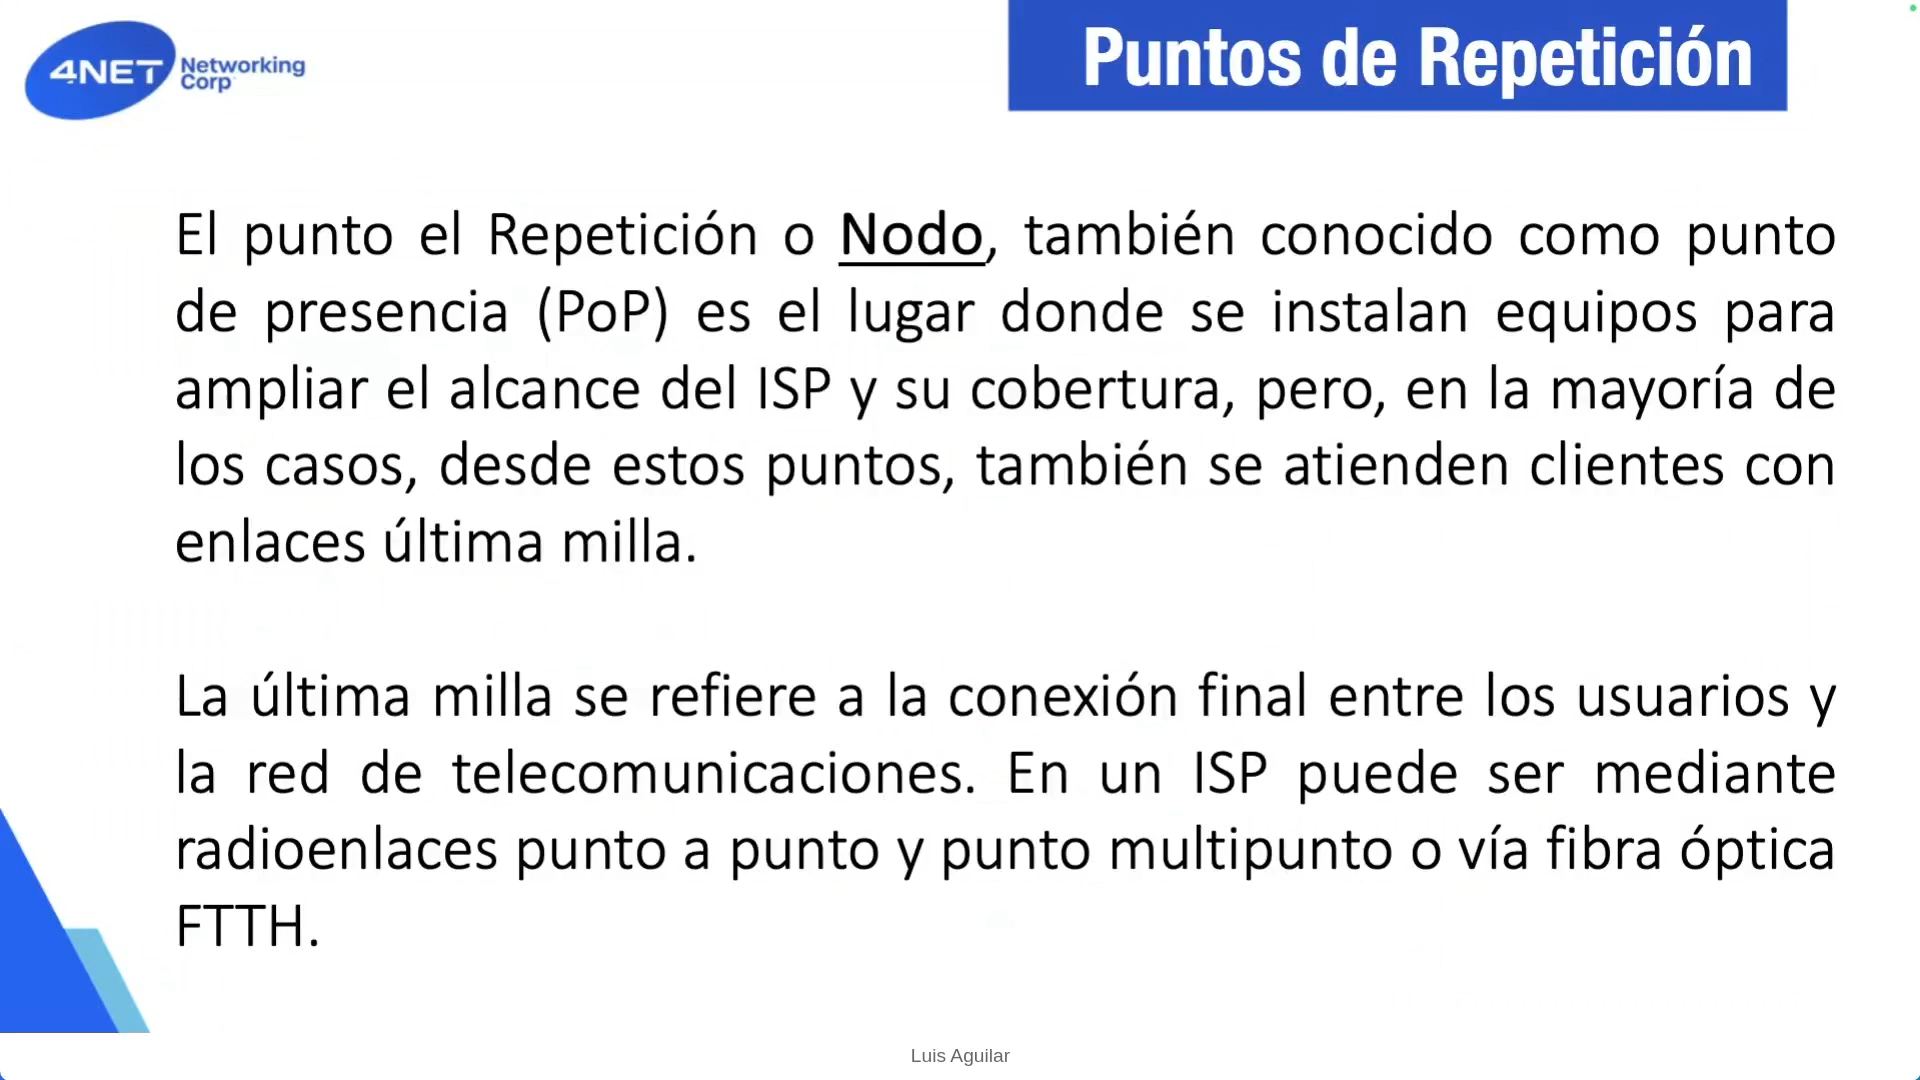 4NET Networking
Corp
Puntos de Repetición
El punto el Repetición o Nodo, también conocido como punto
de presencia (PoP) es el lugar donde se instalan equipos para
ampliar el alcance del ISP y su cobertura, pero, en la mayoría de
los casos, desde estos puntos, también se atienden clientes con
enlaces última milla.
La última milla se refiere a la conexión final entre los usuarios y
la red de telecomunicaciones. En un ISP puede ser mediante
radioenlaces punto a punto y punto multipunto o vía fibra óptica
FTTH.
Luis Aguilar